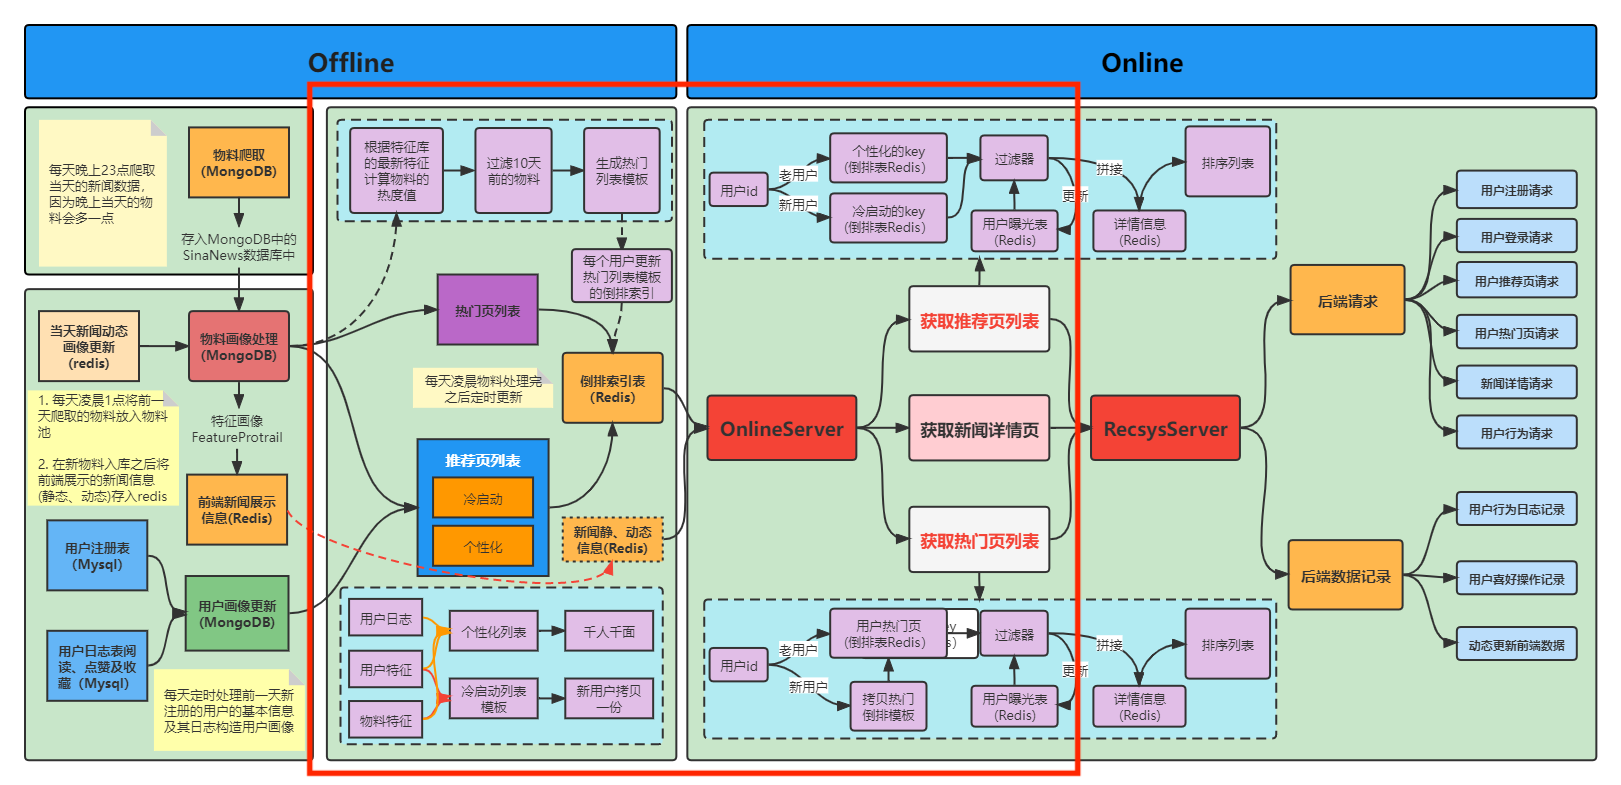 Offline
Online
每天晚上23点爬取
当天的新闻数据，
因为晚上当天的物
料会多一点
物料爬取
(MongoDB)
存入MongoDB中的
SinaNews数据库中
当天新闻动态
画像更新
(redis)
物料画像处理
(MongoDB)
1. 每天凌晨1点将前一
天爬取的物料放入物料
池
2. 在新物料入库之后将
前端展示的新闻信息
(静态、动态)存入redis
特征画像
FeatureProtrail
前端新闻展示
信息(Redis)
用户注册表
（Mysql）
用户画像更新
(MongoDB)
用户日志表阅
读、点赞及收
藏（Mysql）
每天定时处理前一天新
注册的用户的基本信息
及其日志构造用户画像
根据特征库
的最新特征
计算物料的
热度值
过滤10天
前的物料
生成热门
列表模板
每个用户更新
热门列表模板
的倒排索引
热门页列表
每天凌晨物料处理完
之后定时更新
倒排索引表
（Redis）
推荐页列表
冷启动
个性化
新闻静、动态
信息(Redis)
用户日志
用户特征
物料特征
个性化列表
冷启动列表
模板
千人千面
新用户拷贝
一份
用户id
老用户
新用户
个性化的key
(倒排表Redis)
冷启动的key
(倒排表Redis)
过滤器
用户曝光表
(Redis)
更新
拼接
详情信息
(Redis)
排序列表
OnlineServer
获取推荐页列表
获取新闻详情页
获取热门页列表
RecsysServer
用户id
老用户
新用户
用户热门页
(倒排表Redis)
拷贝热门
倒排模板
过滤器
用户曝光表
(Redis)
更新
拼接
详情信息
(Redis)
排序列表
后端请求
用户注册请求
用户登录请求
用户推荐页请求
用户热门页请求
新闻详情请求
用户行为请求
后端数据记录
用户行为日志记录
用户喜好操作记录
动态更新前端数据